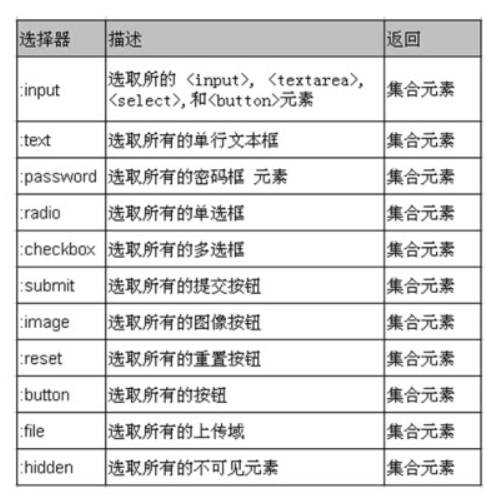 选择器 描述 返回
:input 选取所的 <input>, <textarea>, 集合元素
<select>,和<button>元素
:text 选取所有的单行文本框 集合元素
:password 选取所有的密码框 元素 集合元素
:radio 选取所有的单选框 集合元素
:checkbox 选取所有的多选框 集合元素
:submit 选取所有的提交按钮 集合元素
:image 选取所有的图像按钮 集合元素
:reset 选取所有的重置按钮 集合元素
:button 选取所有的按钮 集合元素
:file 选取所有的上传域 集合元素
:hidden 选取所有的不可见元素 集合元素